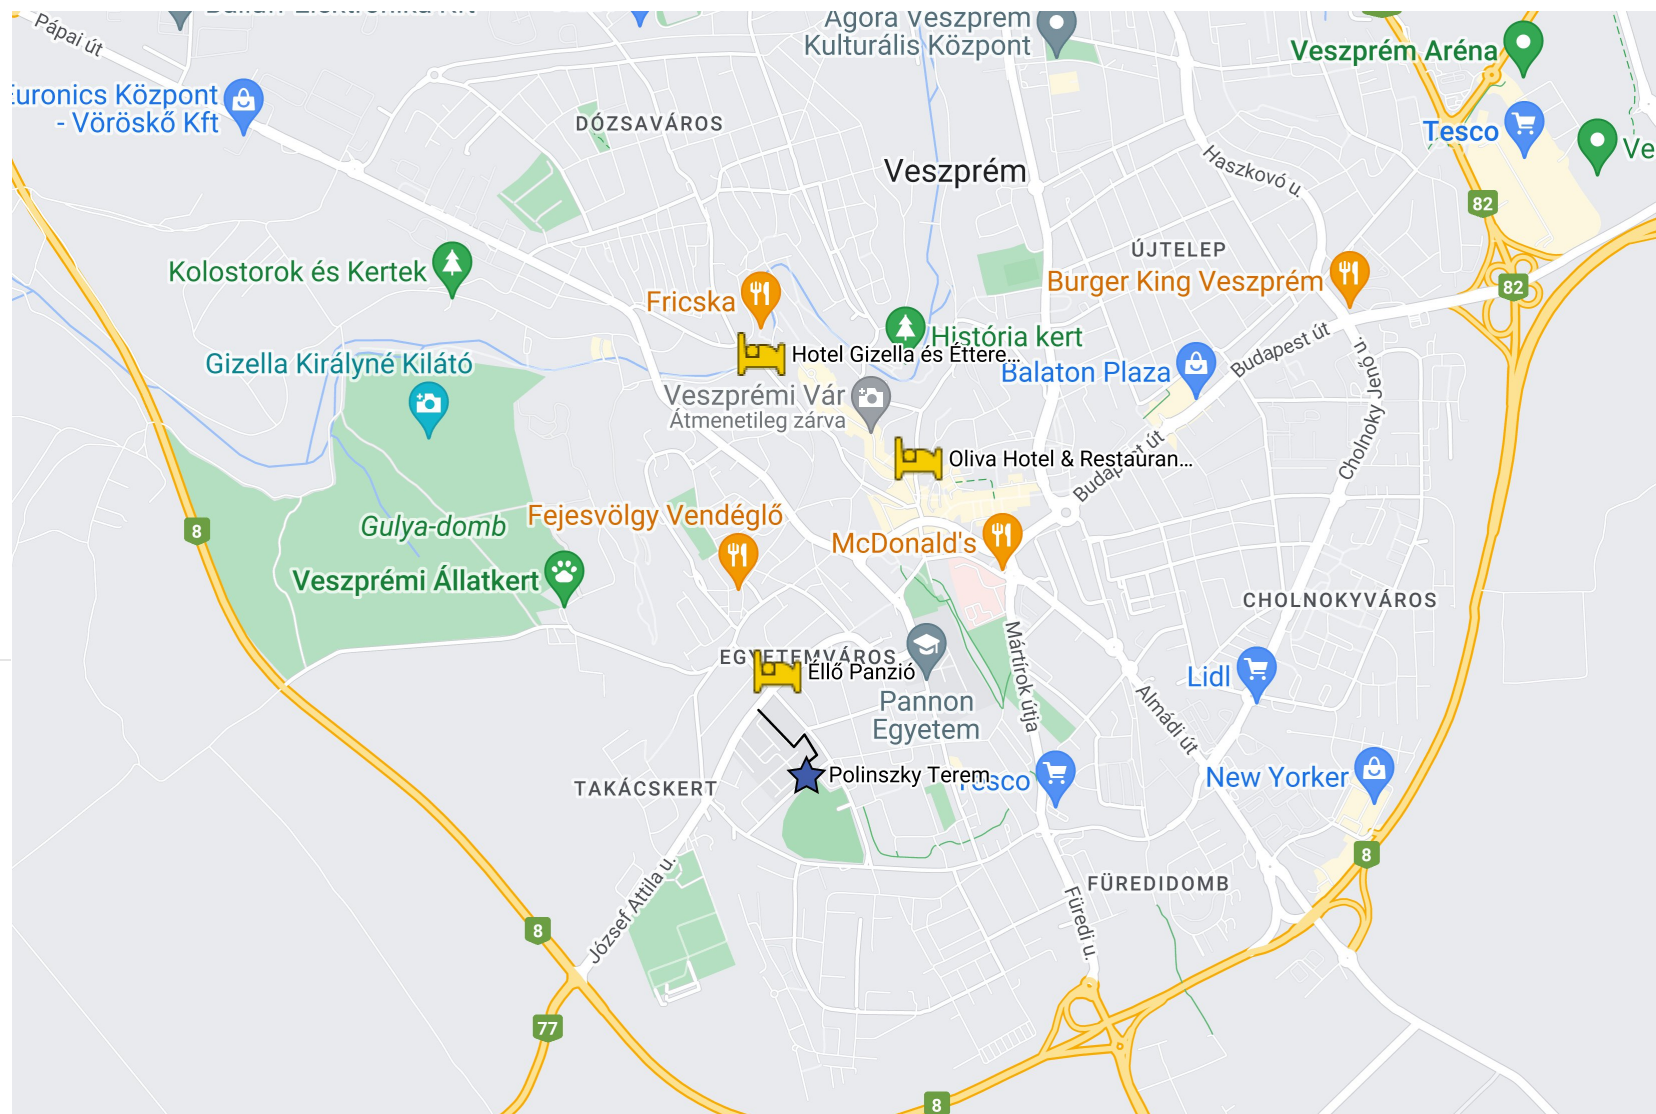 Pápai út
Agóra Veszprém
Kulturális Központ
Veszprém Aréna
Euronics Központ
- Vöröskő Kft
DÓZSAVÁROS
Tesco
Ve
Haszkovó u.
Veszprém
82
ÚJTELEP
Kolostorok és Kertek
Burger King Veszprém
82
Fricska
História kert
Hotel Gizella és Éttere...
Budapest út
Gizella Királyné Kilátó
Balaton Plaza
Veszprémi Vár
Átmenetileg zárva
Cholnoky Jenő u.
Oliva Hotel & Restauran...
Budapest út
Fejesvölgy Vendéglő
Gulya-domb
8
McDonald's
Veszprémi Állatkert
CHOLNOKYVÁROS
EGYETEMVÁROS
Éllő Panzió
Mártírok útja
Lidl
Pannon
Egyetem
Almádi út
Polinszky Terem
Tesco
New Yorker
TAKÁCSKERT
8
József Attila u.
FÜREDIDOMB
Füredi u.
8
77
8